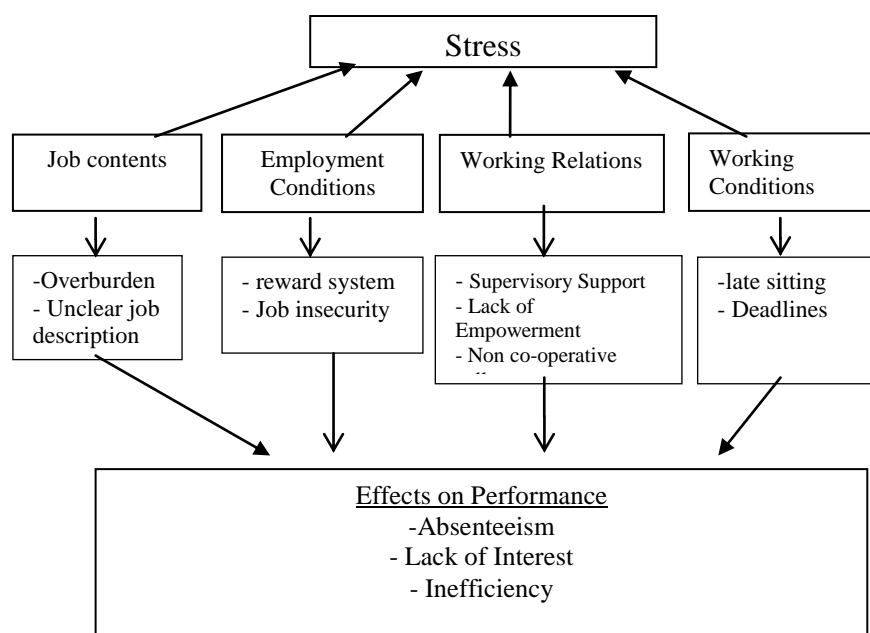 Stress
Job contents
Employment
Conditions
Working Relations
Working
Conditions
-Overburden
- Unclear job
description
- reward system
- Job insecurity
- Supervisory Support
- Lack of
Empowerment
- Non co-operative
-late sitting
- Deadlines
Effects on Performance
-Absenteeism
- Lack of Interest
- Inefficiency